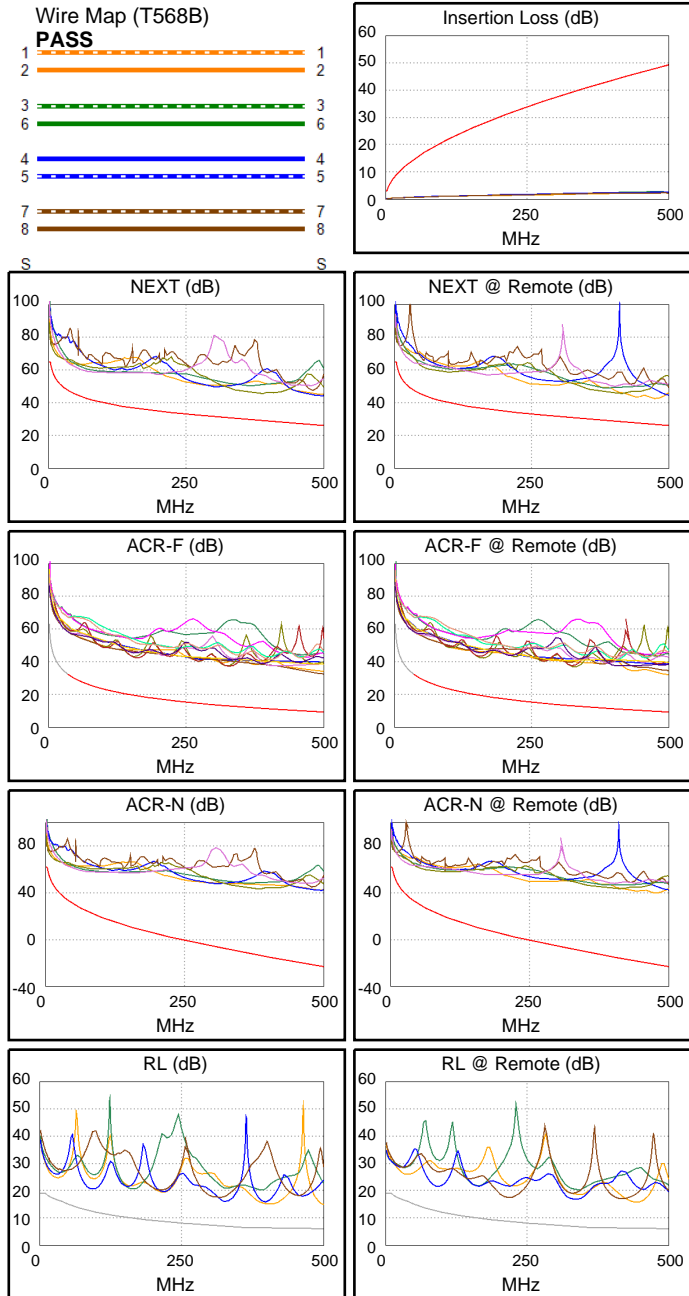 Wire Map (T568B)
PASS
1 1
2 2
3 3
6 6
4 4
5 5
7 7
8 8
S S
Insertion Loss (dB)
60
50
40
30
20
10
0
0 250 500
MHz
NEXT (dB)
100
80
60
40
20
0
0 250 500
MHz
NEXT @ Remote (dB)
100
80
60
40
20
0
0 250 500
MHz
ACR-F (dB)
100
80
60
40
20
0
0 250 500
MHz
ACR-F @ Remote (dB)
100
80
60
40
20
0
0 250 500
MHz
ACR-N (dB)
80
40
0
-40
0 250 500
MHz
ACR-N @ Remote (dB)
80
40
0
-40
0 250 500
MHz
RL (dB)
60
50
40
30
20
10
0
0 250 500
MHz
RL @ Remote (dB)
60
50
40
30
20
10
0
0 250 500
MHz